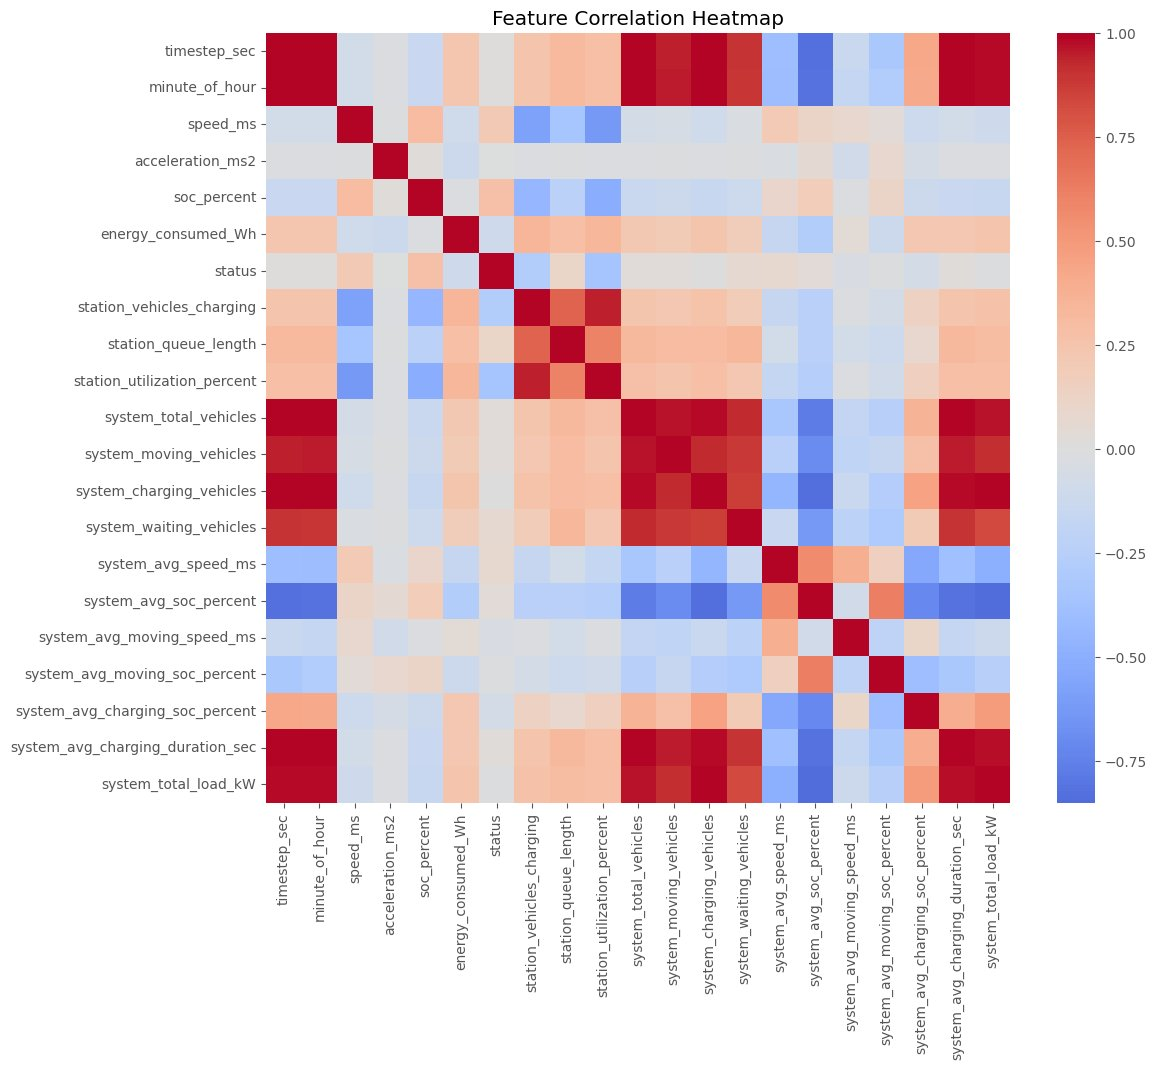 Feature Correlation Heatmap
timestep_sec
minute_of_hour
speed_ms
acceleration_ms2
soc_percent
energy_consumed_Wh
status
station_vehicles_charging
station_queue_length
station_utilization_percent
system_total_vehicles
system_moving_vehicles
system_charging_vehicles
system_waiting_vehicles
system_avg_speed_ms
system_avg_soc_percent
system_avg_moving_speed_ms
system_avg_moving_soc_percent
system_avg_charging_soc_percent
system_avg_charging_duration_sec
system_total_load_kW
timestep_sec
minute_of_hour
speed_ms
acceleration_ms2
soc_percent
energy_consumed_Wh
status
station_vehicles_charging
station_queue_length
station_utilization_percent
system_total_vehicles
system_moving_vehicles
system_charging_vehicles
system_waiting_vehicles
system_avg_speed_ms
system_avg_soc_percent
system_avg_moving_speed_ms
system_avg_moving_soc_percent
system_avg_charging_soc_percent
system_avg_charging_duration_sec
system_total_load_kW
1.00
0.75
0.50
0.25
0.00
−0.25
−0.50
−0.75